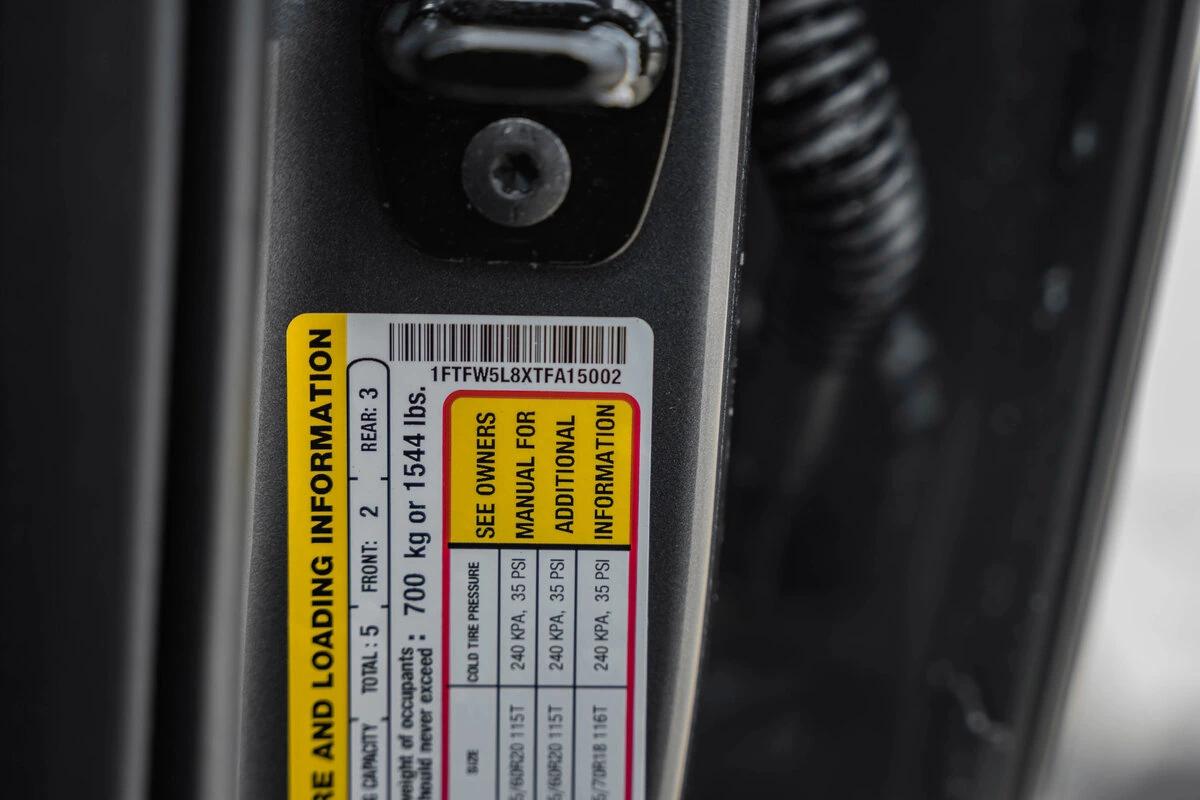 1FTFW5L8XTFA15002
AND LOADING INFORMATION
CAPACITY TOTAL : 5 FRONT: 2 REAR: 3
of occupants
never exceed : 700 kg or 1544 lbs.
SIZE COLD TIRE PRESSURE SEE OWNERS
/60R20 115T 240 KPA, 35 PSI MANUAL FOR
/60R20 115T 240 KPA, 35 PSI ADDITIONAL
/70R18 116T 240 KPA, 35 PSI INFORMATION